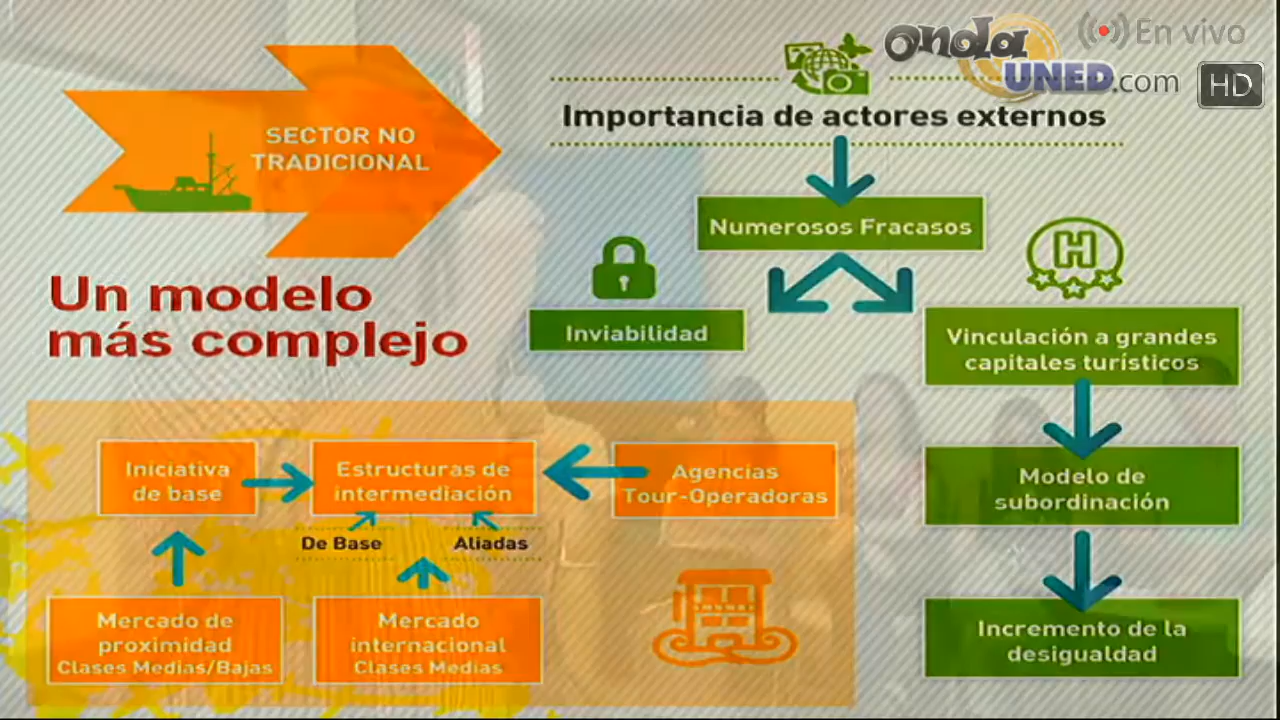 onda
UNED.com
En vivo
HD
SECTOR NO
TRADICIONAL
Importancia de actores externos
Numerosos Fracasos
Un modelo
más complejo
Inviabilidad
Vinculación a grandes
capitales turísticos
Modelo de
subordinación
Incremento de la
desigualdad
Iniciativa
de base
Estructuras de
intermediación
Agencias
Tour-Operadoras
De Base
Aliadas
Mercado de
proximidad
Clases Medias/Bajas
Mercado
internacional
Clases Medias